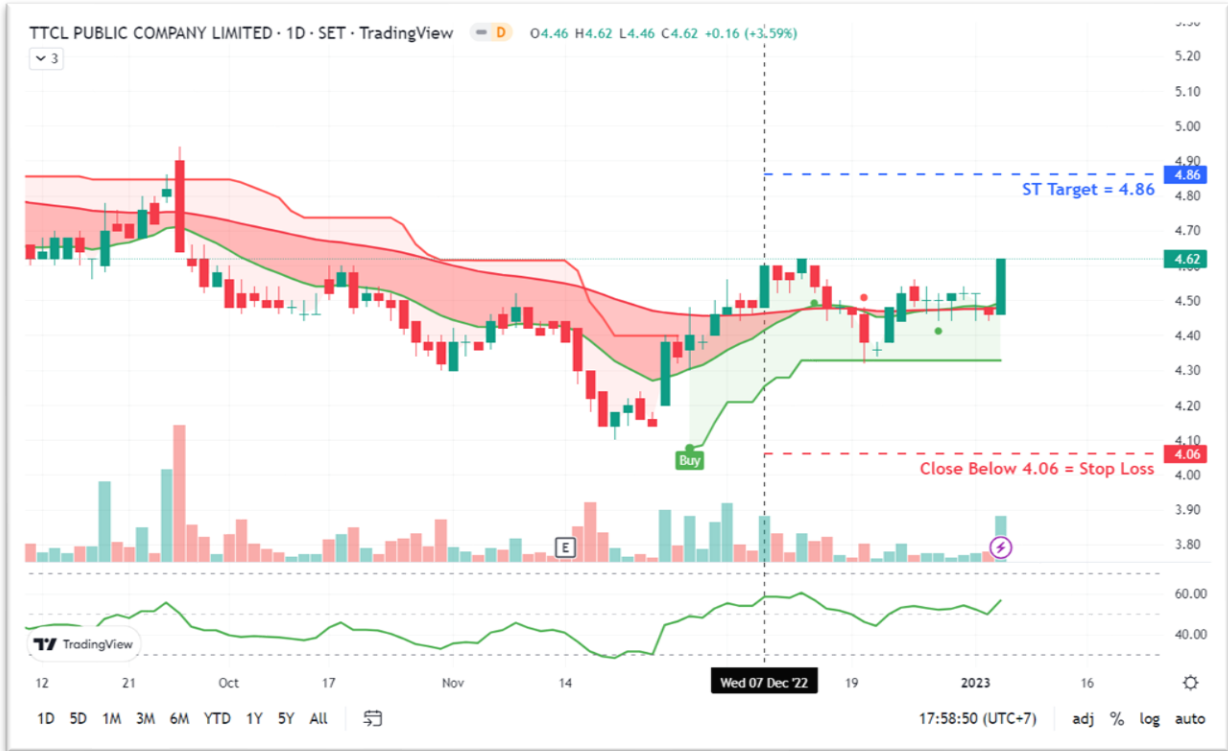 TTCL PUBLIC COMPANY LIMITED · 1D · SET · TradingView D O4.46 H4.62 L4.46 C4.62 +0.16 (+3.59%)
3
5.20
5.10
5.00
4.90
4.86
ST Target = 4.86
4.80
4.70
4.62
4.60
4.50
4.40
4.30
4.20
4.10
Buy
4.06
Close Below 4.06 = Stop Loss
4.00
3.90
E
3.80
60.00
40.00
TradingView
12 21 Oct 17 Nov 14 Wed 07 Dec '22 19 2023 16
1D 5D 1M 3M 6M YTD 1Y 5Y All 17:58:50 (UTC+7) adj % log auto